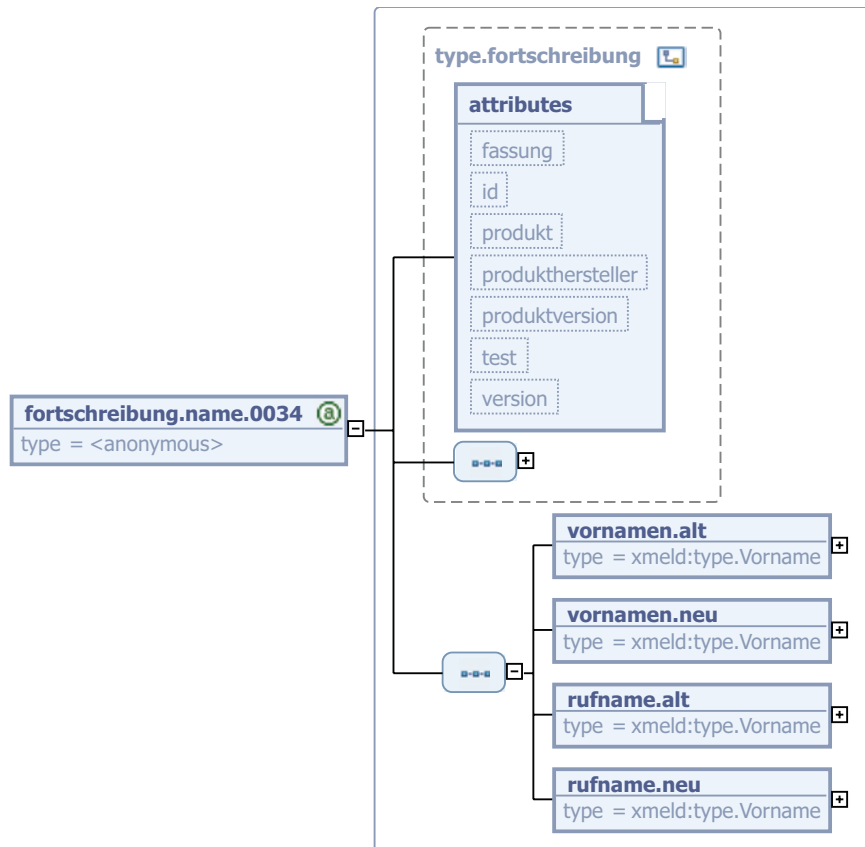 type.fortschreibung
attributes
fassung
id
produkt
produkthersteller
produktversion
test
version
fortschreibung.name.0034 @
type = <anonymous>
vornamen.alt
type = xmeld:type.Vorname
vornamen.neu
type = xmeld:type.Vorname
rufname.alt
type = xmeld:type.Vorname
rufname.neu
type = xmeld:type.Vorname